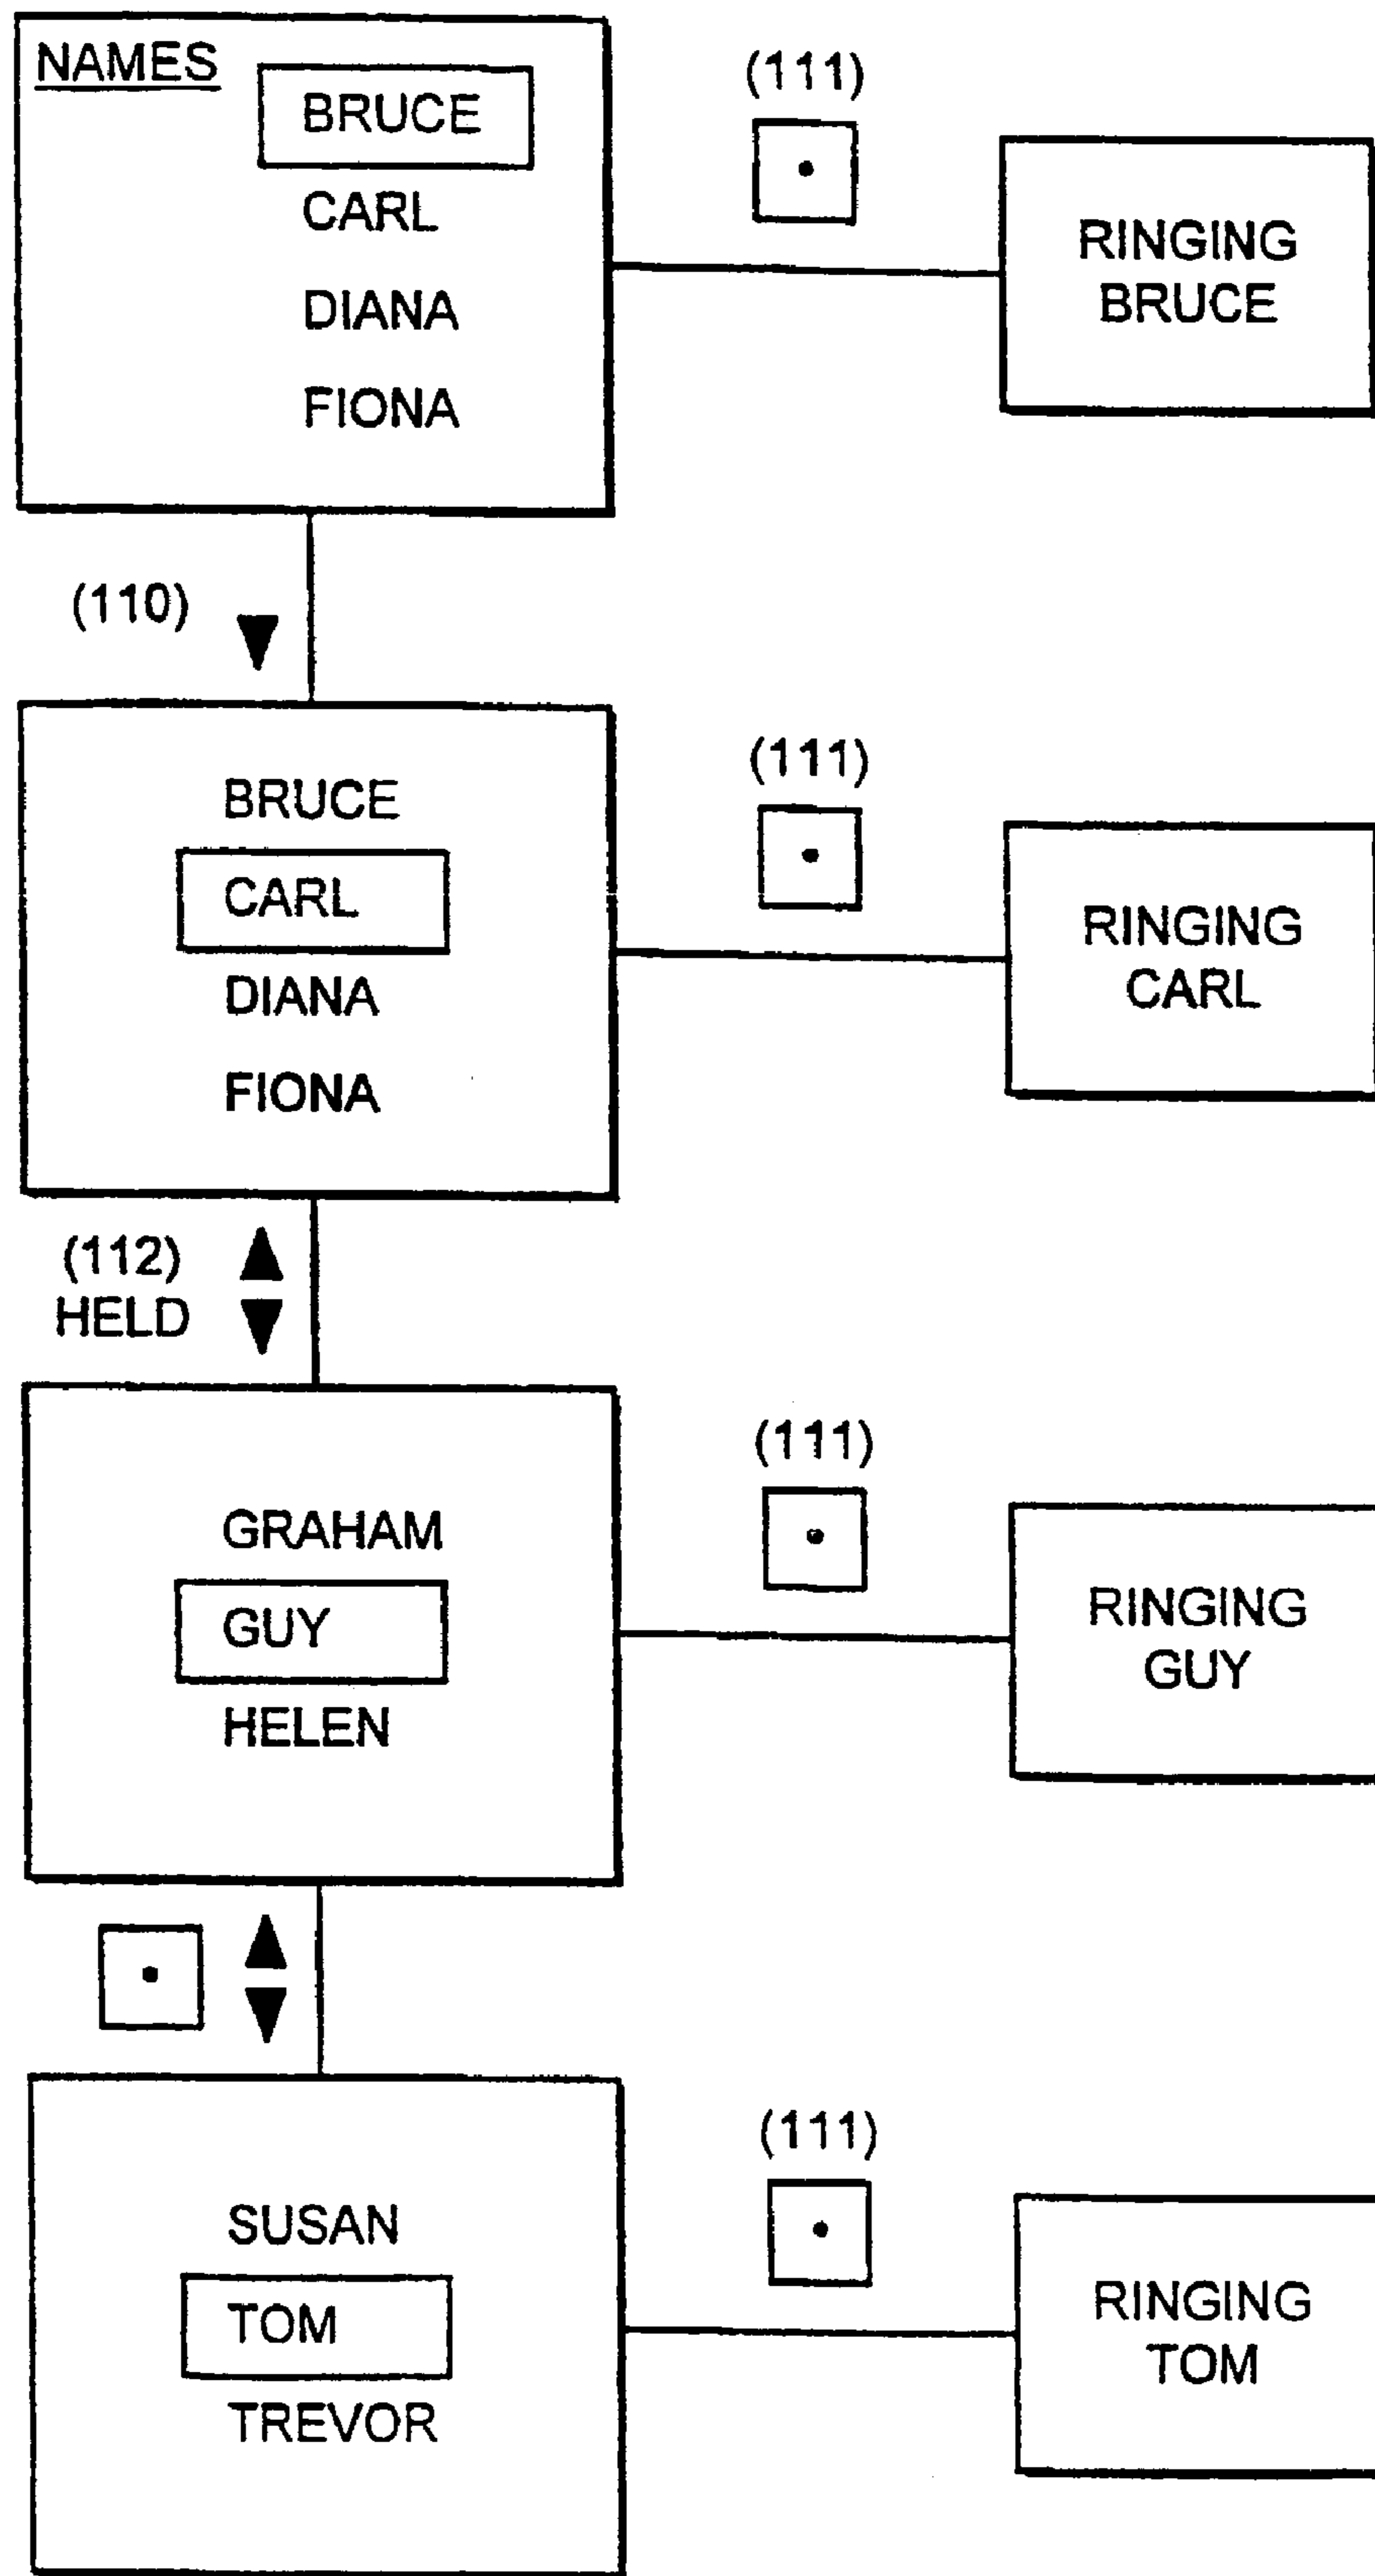 NAMES
BRUCE
CARL
DIANA
FIONA
(111)
RINGING
BRUCE
(110)
BRUCE
CARL
DIANA
FIONA
(111)
RINGING
CARL
(112)
HELD
GRAHAM
GUY
HELEN
(111)
RINGING
GUY
SUSAN
TOM
TREVOR
(111)
RINGING
TOM